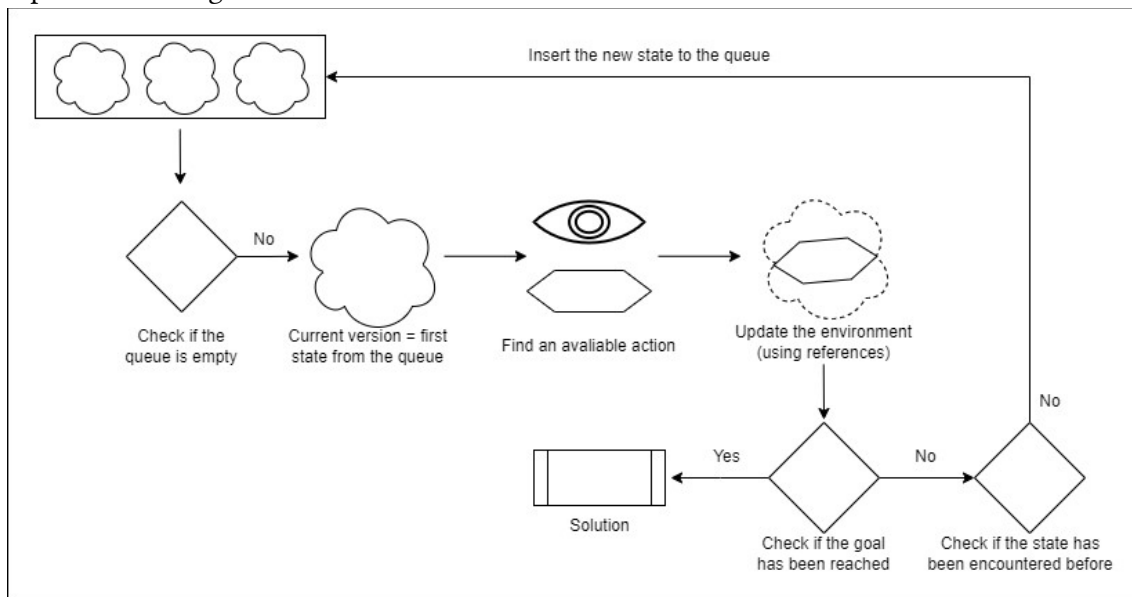 Insert the new state to the queue
No
Check if the
queue is empty
Current version = first
state from the queue
Find an avaliable action
Update the environment
(using references)
No
Yes
No
Solution
Check if the goal
has been reached
Check if the state has
been encountered before